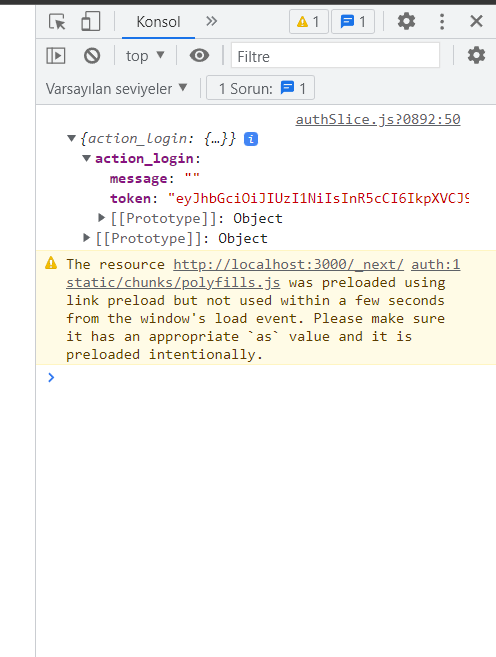 Konsol » 1 1
top ▼ Filtre
Varsayılan seviyeler ▼ 1 Sorun: 1
authSlice.js?0892:50
▼{action_login: {…}} i
▼action_login:
message: ""
token: "eyJhbGciOiJIUzI1NiIsInR5cCI6IkpXVCJ9
▶[[Prototype]]: Object
▶[[Prototype]]: Object
The resource http://localhost:3000/_next/ auth:1
static/chunks/polyfills.js was preloaded using
link preload but not used within a few seconds
from the window's load event. Please make sure
it has an appropriate `as` value and it is
preloaded intentionally.